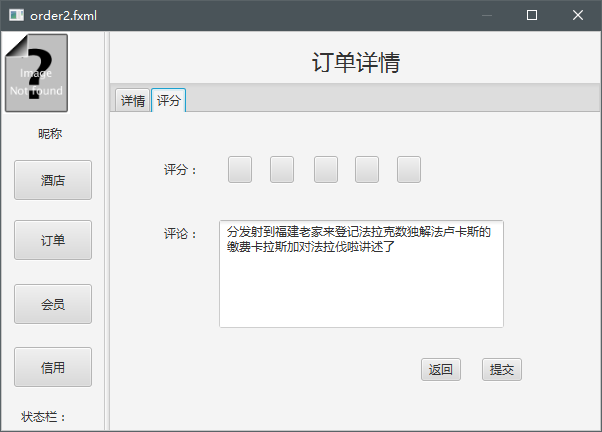 order2.fxml
Image
Not found
昵称
酒店
订单
会员
信用
状态栏：
订单详情
详情
评分
评分：
评论：
分发射到福建老家来登记法拉克数独解法卢卡斯的
缴费卡拉斯加对法拉伐啦讲述了
返回
提交